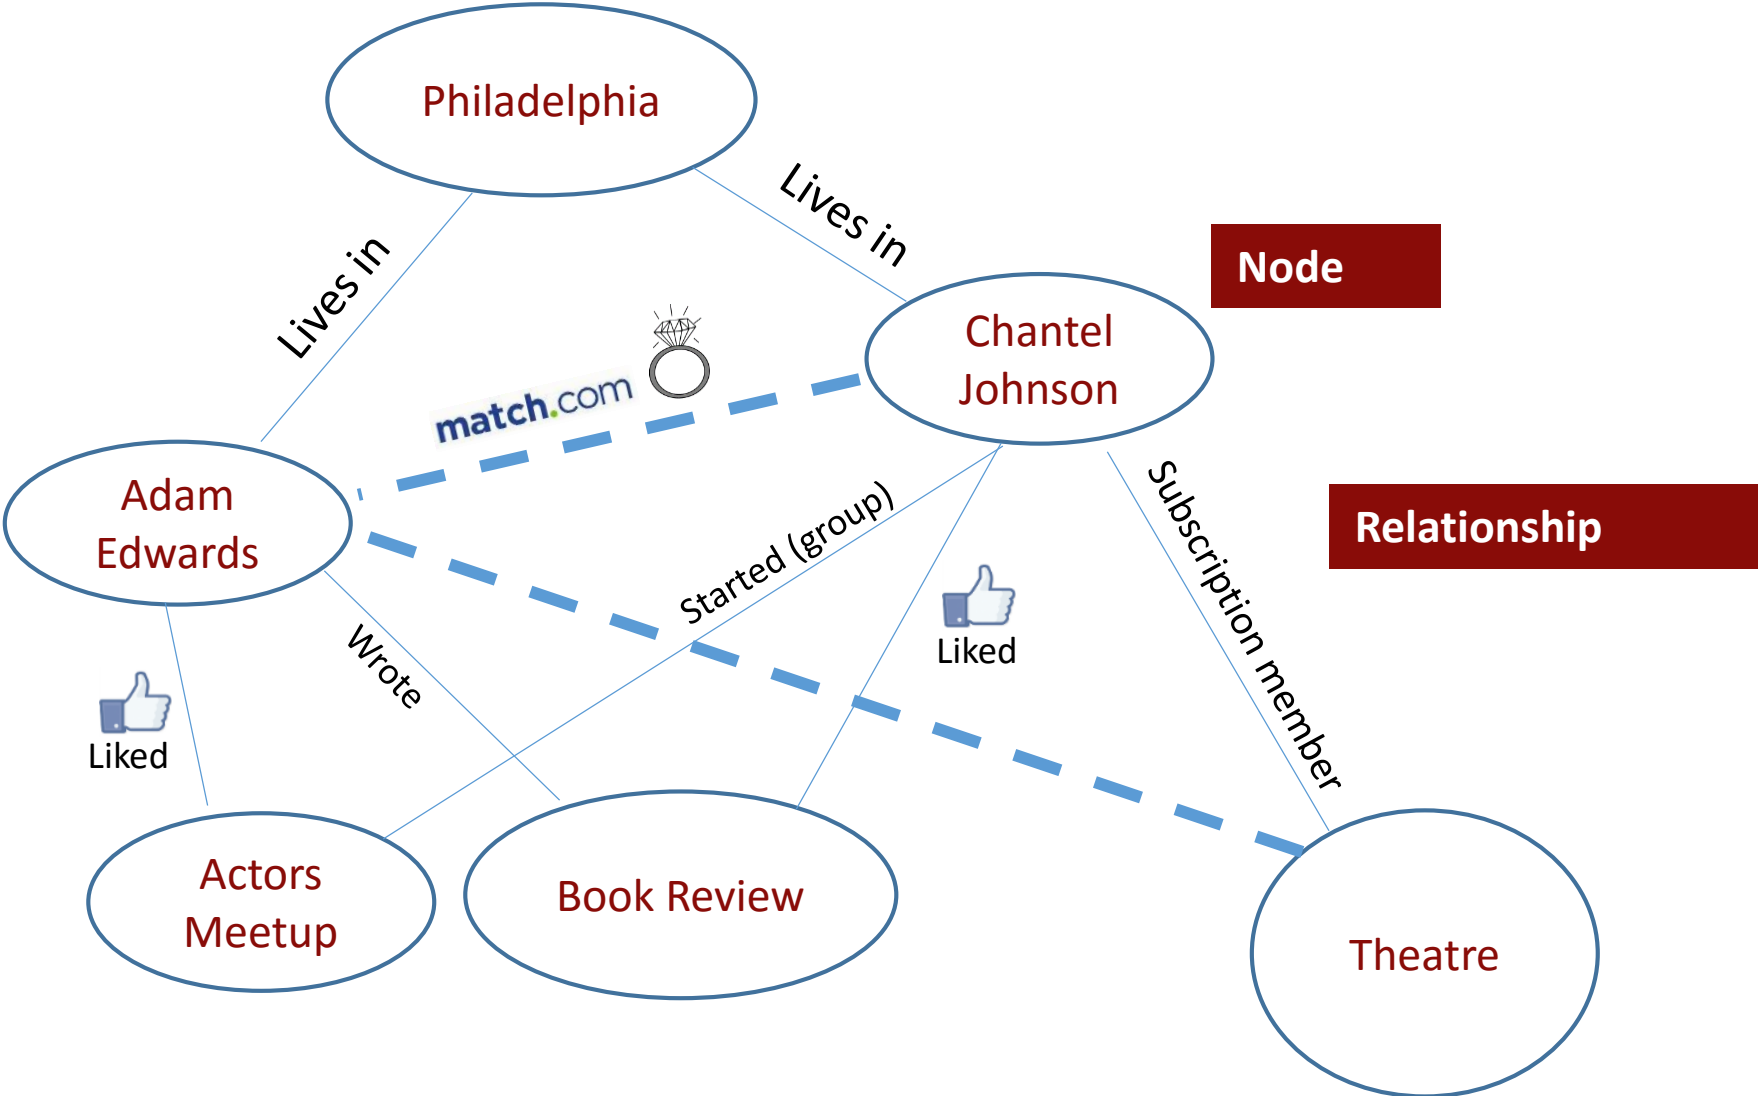 Philadelphia
Lives in
Lives in
Node
Chantel
Johnson
match.com
Adam
Edwards
Relationship
Started (group)
Subscription member
Liked
Wrote
Liked
Actors
Meetup
Book Review
Theatre